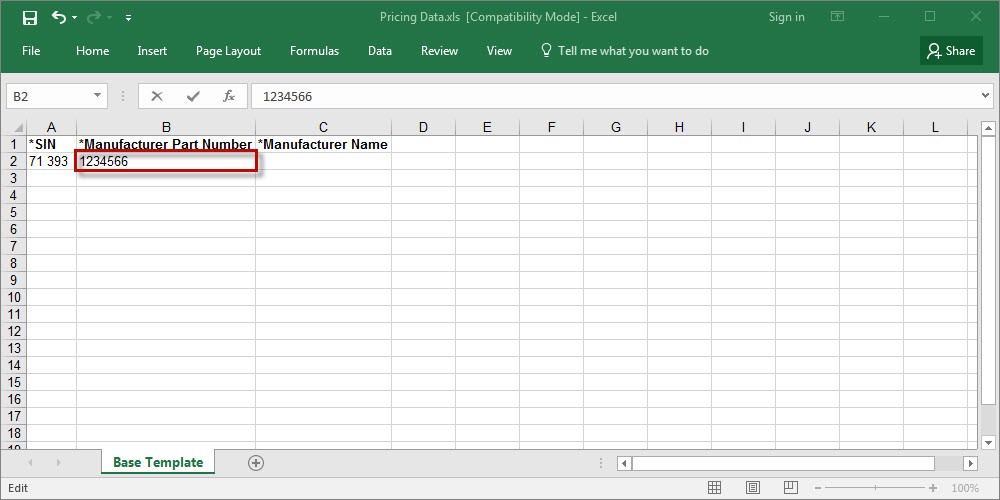 Pricing Data.xls [Compatibility Mode] - Excel Sign in
File Home Insert Page Layout Formulas Data Review View Tell me what you want to do Share
B2 fx 1234566
A B C D E F G H I J K L
1 *SIN *Manufacturer Part Number *Manufacturer Name
2 71 393 1234566
3
4
5
6
7
8
9
10
11
12
13
14
15
16
17
18
19
Base Template
Edit 100%